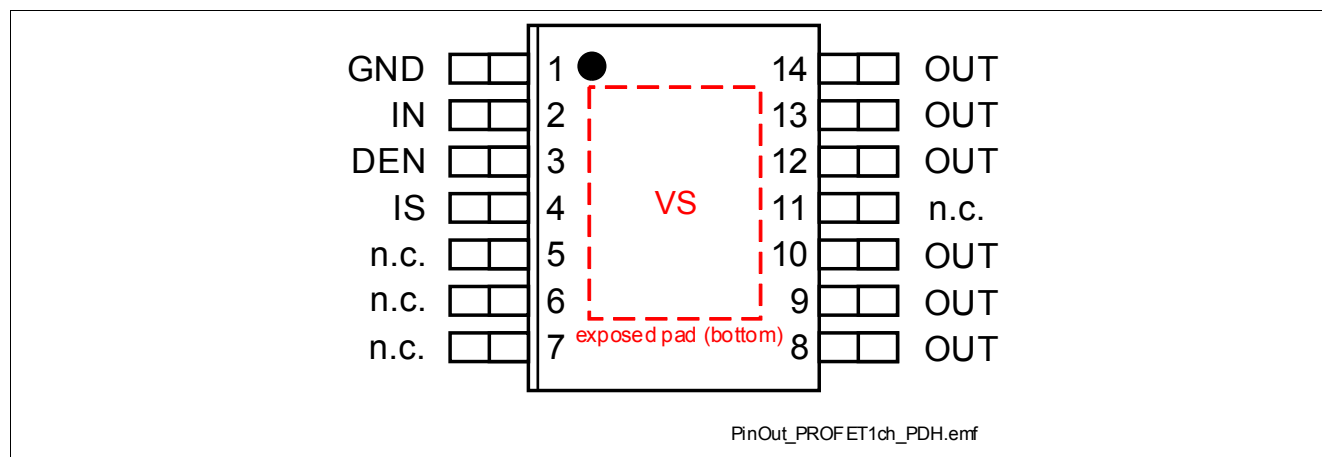 GND 1 14 OUT
IN 2 13 OUT
DEN 3 12 OUT
IS 4 VS 11 n.c.
n.c. 5 10 OUT
n.c. 6 9 OUT
n.c. 7 exposed pad (bottom) 8 OUT
PinOut_PROFET1ch_PDH.emf